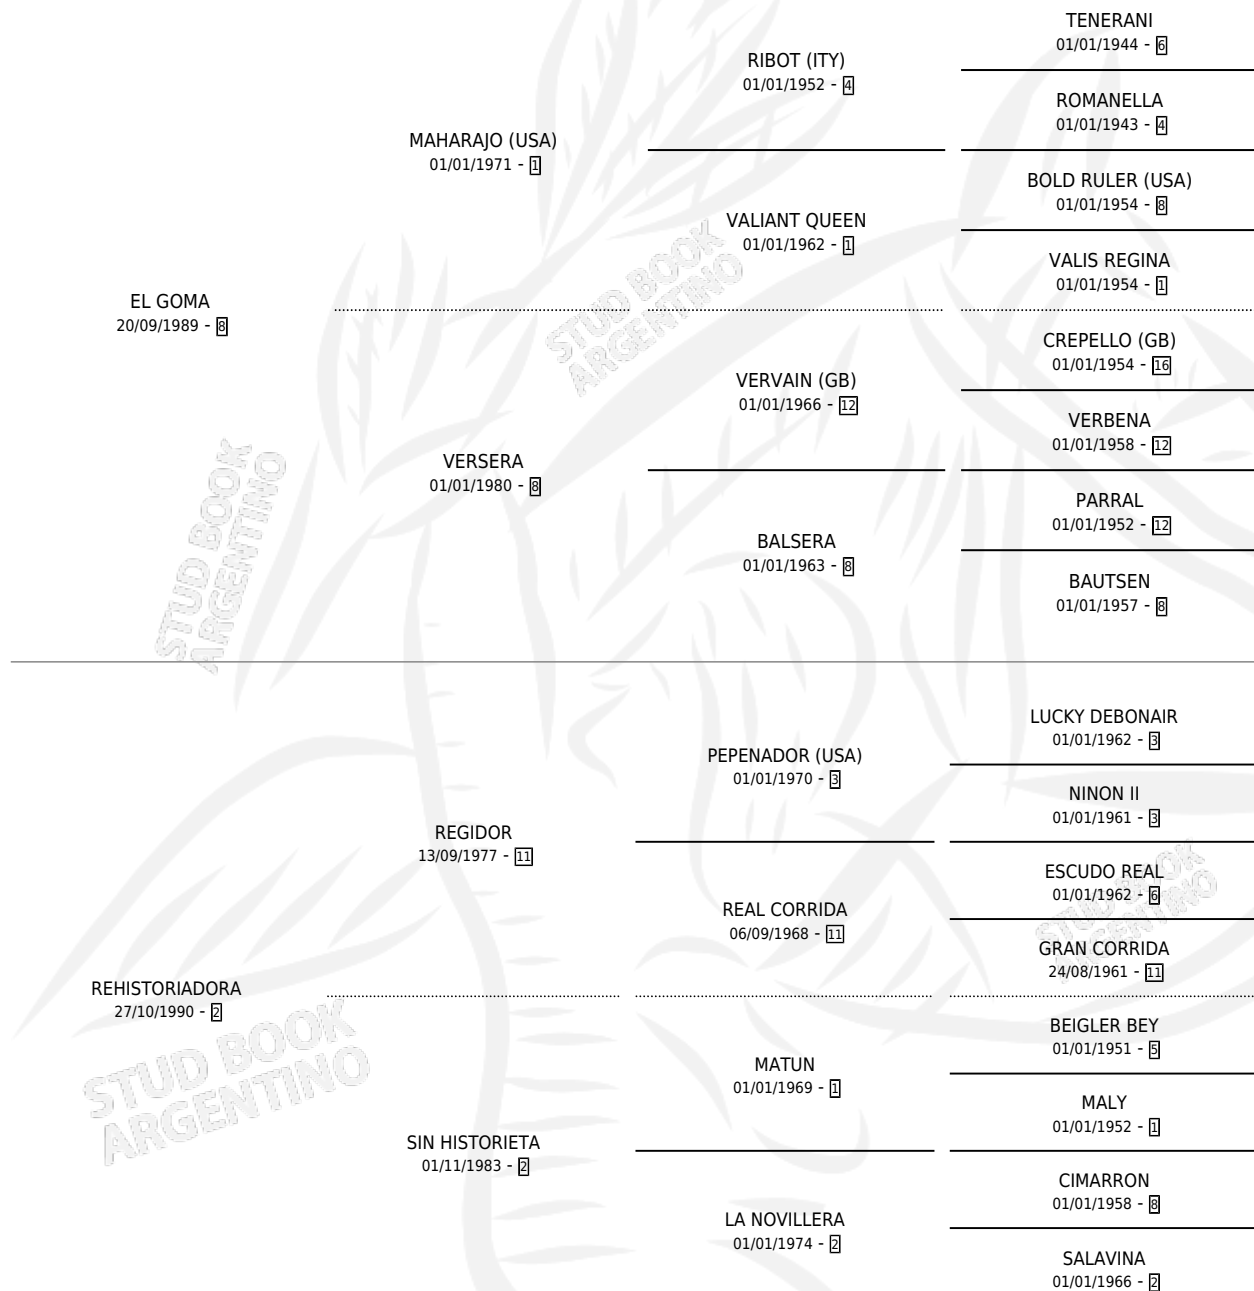 TENERANI
01/01/1944 - 6
RIBOT (ITY)
01/01/1952 - 4
ROMANELLA
01/01/1943 - 4
MAHARAJO (USA)
01/01/1971 - 1
BOLD RULER (USA)
01/01/1954 - 8
VALIANT QUEEN
01/01/1962 - 1
VALIS REGINA
01/01/1954 - 1
EL GOMA
20/09/1989 - 8
STUD BOOK
ARGENTINO
CREPELLO (GB)
01/01/1954 - 16
VERVAIN (GB)
01/01/1966 - 12
VERBENA
01/01/1958 - 12
VERSERA
01/01/1980 - 8
PARRAL
01/01/1952 - 12
BALSERA
01/01/1963 - 8
BAUTSEN
01/01/1957 - 8
STUD BOOK
ARGENTINO
LUCKY DEBONAIR
01/01/1962 - 3
PEPENADOR (USA)
01/01/1970 - 3
NINON II
01/01/1961 - 3
REGIDOR
13/09/1977 - 11
ESCUDO REAL
01/01/1962 - 6
REAL CORRIDA
06/09/1968 - 11
STUD BOOK
ARGENTINO
GRAN CORRIDA
24/08/1961 - 11
REHISTORIADORA
27/10/1990 - 2
BEIGLER BEY
01/01/1951 - 5
MATUN
01/01/1969 - 1
STUD BOOK
ARGENTINO
MALY
01/01/1952 - 1
SIN HISTORIETA
01/11/1983 - 2
CIMARRON
01/01/1958 - 8
LA NOVILLERA
01/01/1974 - 2
SALAVINA
01/01/1966 - 2